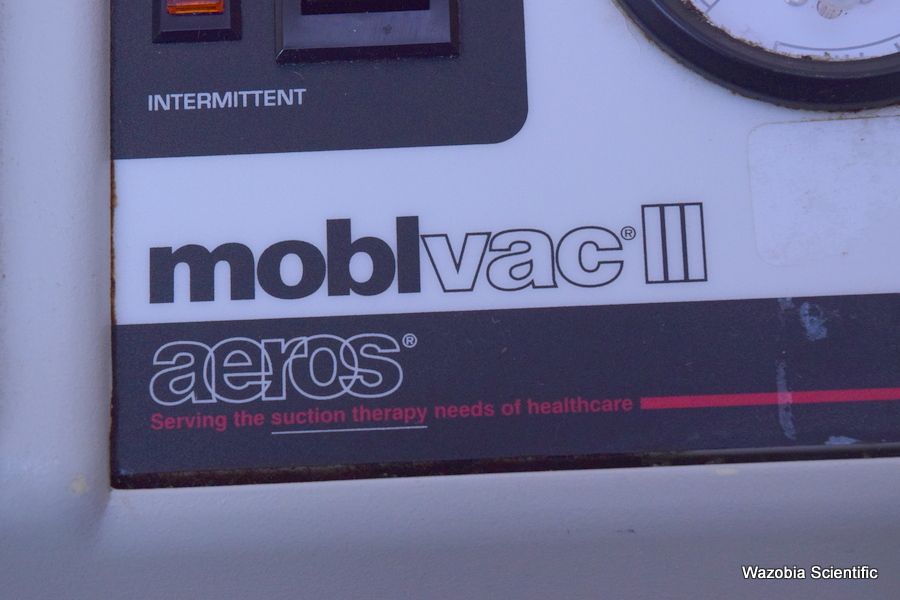 INTERMITTENT
moblvac® III
aeros®
Serving the suction therapy needs of healthcare
Wazobia Scientific